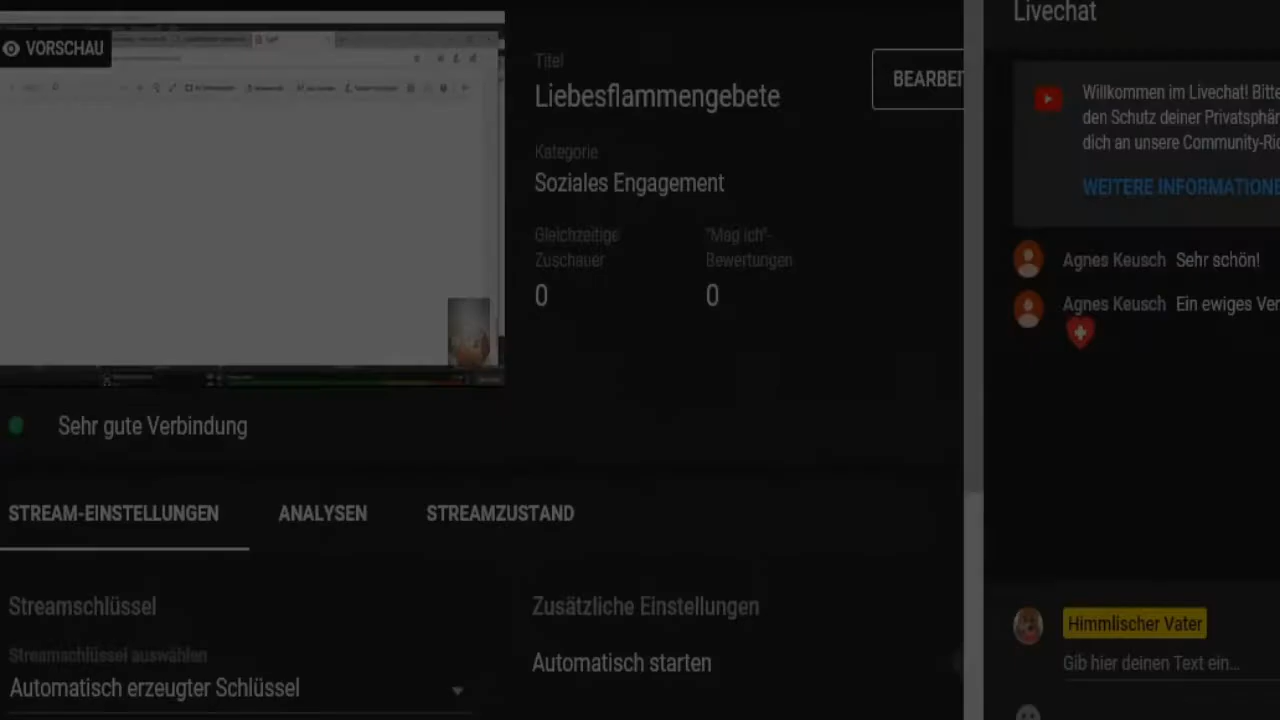 VORSCHAU
Titel
Liebesflammengebete
BEARBEIT
Kategorie
Soziales Engagement
Gleichzeitige
Zuschauer
0
"Mag ich"-
Bewertungen
0
Sehr gute Verbindung
STREAM-EINSTELLUNGEN
ANALYSEN
STREAMZUSTAND
Streamschlüssel
Streamschlüssel auswählen
Automatisch erzeugter Schlüssel
Zusätzliche Einstellungen
Automatisch starten
Livechat
Willkommen im Livechat! Bitte
den Schutz deiner Privatsphär
dich an unsere Community-Ric
WEITERE INFORMATIONE
Agnes Keusch Sehr schön!
Agnes Keusch Ein ewiges Ver
Himmlischer Vater
Gib hier deinen Text ein...